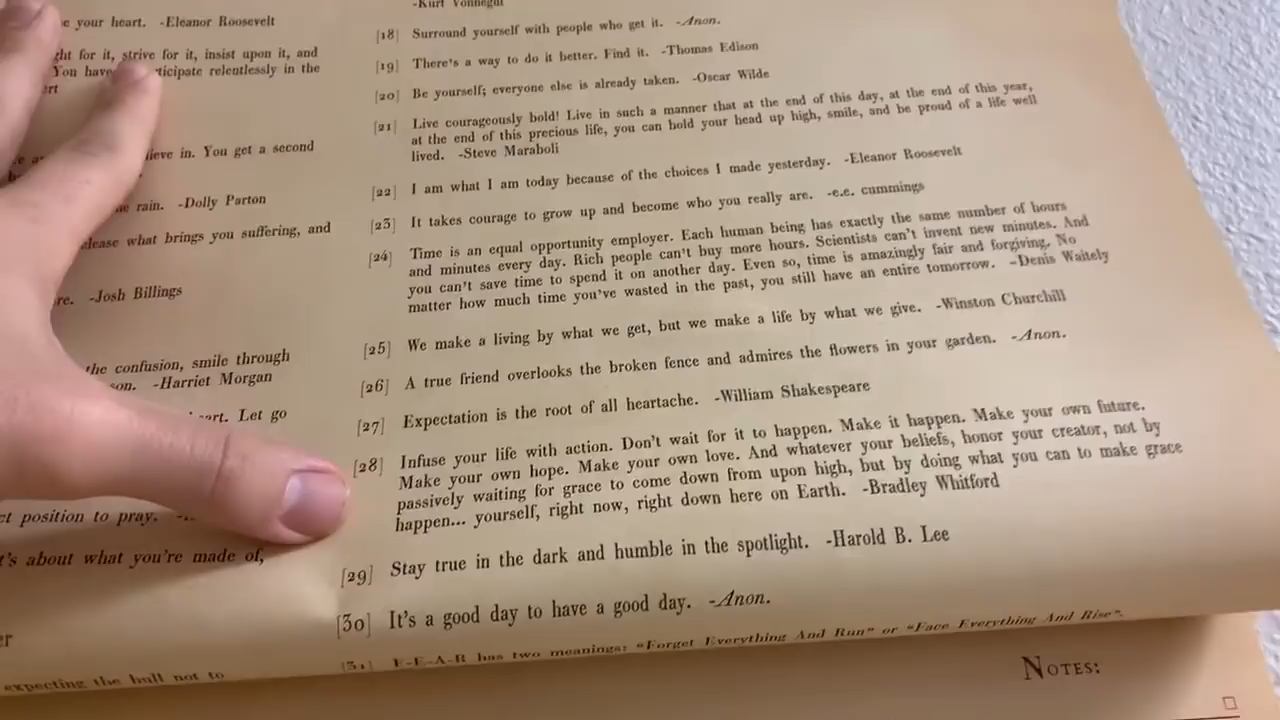 e your heart. -Eleanor Roosevelt
ght for it, strive for it, insist upon it, and
You have ticipate relentlessly in the
ert
lieve in. You get a second
rain. -Dolly Parton
elease what brings you suffering, and
re. -Josh Billings
the confusion, smile through
son. -Harriet Morgan
art. Let go
ct position to pray.
t's about what you're made of,
er
expecting the bull not to
-Kurt Vonnegut
[18] Surround yourself with people who get it. -Anon.
[19] There's a way to do it better. Find it. -Thomas Edison
[20] Be yourself; everyone else is already taken. -Oscar Wilde
[21] Live courageously bold! Live in such a manner that at the end of this day, at the end of this year,
at the end of this precious life, you can hold your head up high, smile, and be proud of a life well
lived. -Steve Maraboli
[22] I am what I am today because of the choices I made yesterday. -Eleanor Roosevelt
[23] It takes courage to grow up and become who you really are. -e.e. cummings
[24] Time is an equal opportunity employer. Each human being has exactly the same number of hours
and minutes every day. Rich people can't buy more hours. Scientists can't invent new minutes. And
you can't save time to spend it on another day. Even so, time is amazingly fair and forgiving. No
matter how much time you've wasted in the past, you still have an entire tomorrow. -Denis Waitely
[25] We make a living by what we get, but we make a life by what we give. -Winston Churchill
[26] A true friend overlooks the broken fence and admires the flowers in your garden. -Anon.
[27] Expectation is the root of all heartache. -William Shakespeare
[28] Infuse your life with action. Don't wait for it to happen. Make it happen. Make your own future.
Make your own hope. Make your own love. And whatever your beliefs, honor your creator, not by
passively waiting for grace to come down from upon high, but by doing what you can to make grace
happen... yourself, right now, right down here on Earth. -Bradley Whitford
[29] Stay true in the dark and humble in the spotlight. -Harold B. Lee
[30] It's a good day to have a good day. -Anon.
[31] F-E-A-R has two meanings: "Forget Everything And Run" or "Face Everything And Rise".
NOTES: